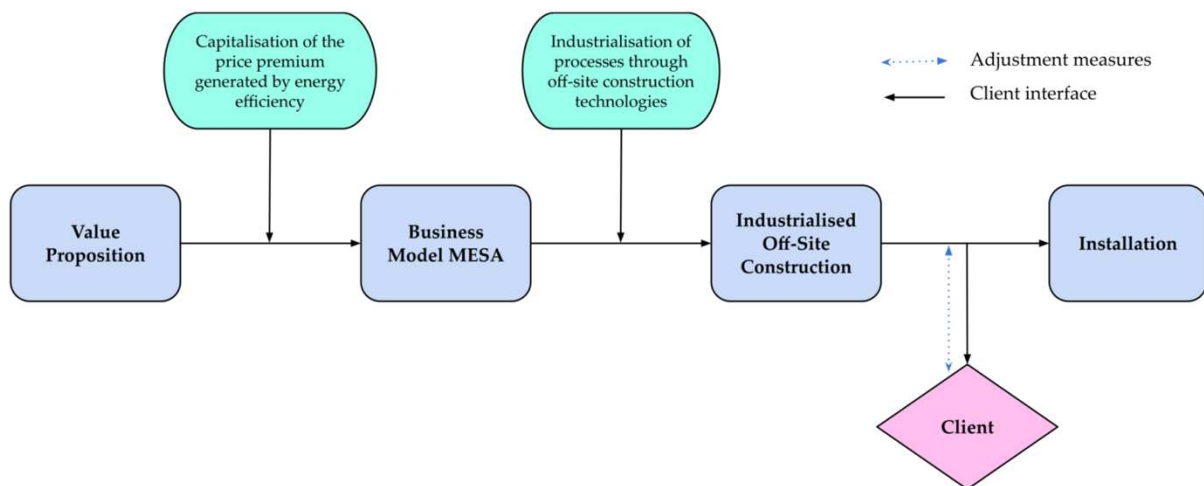 Capitalisation of the
price premium
generated by energy
efficiency
Industrialisation of
processes through
off-site construction
technologies
Adjustment measures
Client interface
Value
Proposition
Business
Model MESA
Industrialised
Off-Site
Construction
Installation
Client